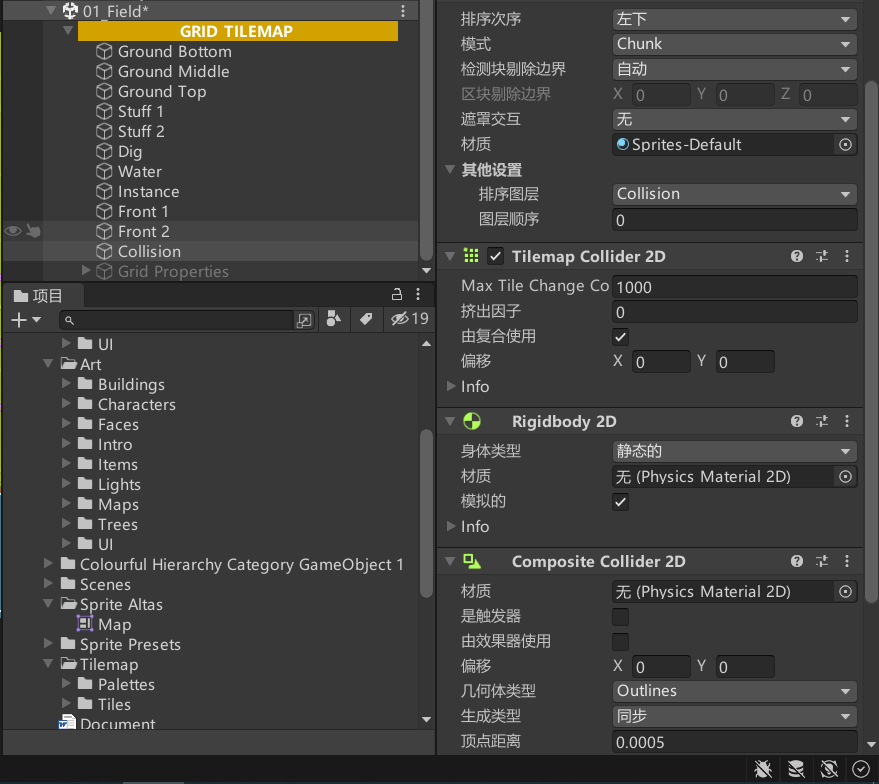 01_Field*
GRID TILEMAP
Ground Bottom
Ground Middle
Ground Top
Stuff 1
Stuff 2
Dig
Water
Instance
Front 1
Front 2
Collision
Grid Properties
项目
19
UI
Art
Buildings
Characters
Faces
Intro
Items
Lights
Maps
Trees
UI
Colourful Hierarchy Category GameObject 1
Scenes
Sprite Altas
Map
Sprite Presets
Tilemap
Palettes
Tiles
Document
排序次序 左下
模式 Chunk
检测块剔除边界 自动
区块剔除边界 X 0 Y 0 Z 0
遮罩交互 无
材质 Sprites-Default
其他设置
排序图层 Collision
图层顺序 0
Tilemap Collider 2D
Max Tile Change Co 1000
挤出因子 0
由复合使用
偏移 X 0 Y 0
Info
Rigidbody 2D
身体类型 静态的
材质 无 (Physics Material 2D)
模拟的
Info
Composite Collider 2D
材质 无 (Physics Material 2D)
是触发器
由效果器使用
偏移 X 0 Y 0
几何体类型 Outlines
生成类型 同步
顶点距离 0.0005